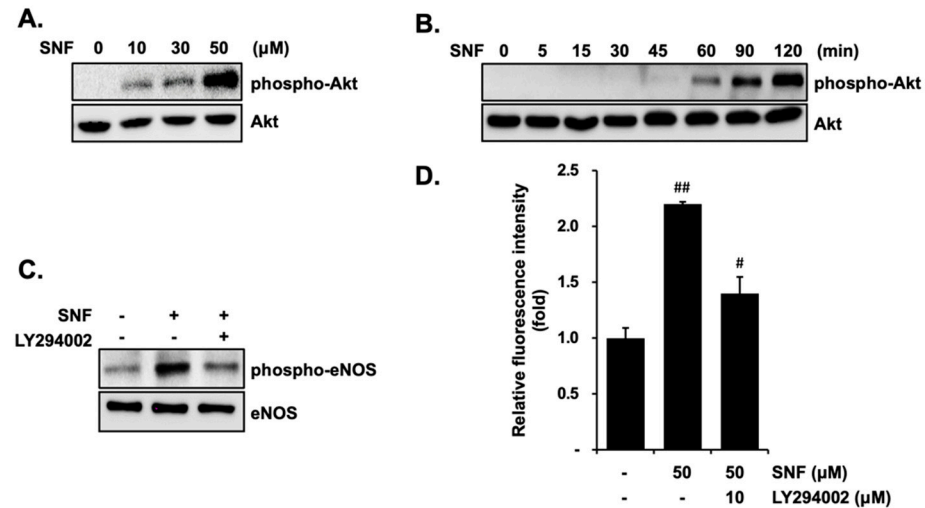 A.
SNF 0 10 30 50 (μM)
phospho-Akt
Akt
B.
SNF 0 5 15 30 45 60 90 120 (min)
phospho-Akt
Akt
C.
SNF - + +
LY294002 - - +
phospho-eNOS
eNOS
D.
Relative fluorescence intensity
(fold)
2.5
2.0
1.5
1.0
0.5
-
##
#
- 50 50 SNF (μM)
- - 10 LY294002 (μM)